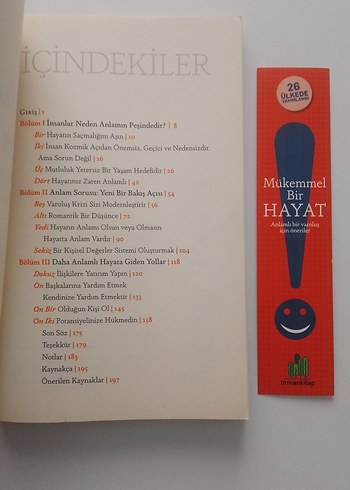 İÇİNDEKİLER
Giriş | 1
Bölüm I İnsanlar Neden Anlamın Peşindedir? | 8
Bir Hayatın Saçmalığını Aşın | 10
İki İnsan Kozmik Açıdan Önemsiz, Geçici ve Nedensizdir.
Ama Sorun Değil | 16
Üç Mutluluk Yetersiz Bir Yaşam Hedefidir | 26
Dört Hayatınız Zaten Anlamlı | 42
Bölüm II Anlam Sorusu: Yeni Bir Bakış Açısı | 54
Beş Varoluş Krizi Sizi Modernleştirir | 56
Altı Romantik Bir Düşünce | 72
Yedi Hayatın Anlamı Olsun veya Olmasın
Hayatta Anlam Vardır | 90
Sekiz Bir Kişisel Değerler Sistemi Oluşturmak | 104
Bölüm III Daha Anlamlı Hayata Giden Yollar | 118
Dokuz İlişkilere Yatırım Yapın | 120
On Başkalarına Yardım Etmek
Kendinize Yardım Etmektir | 133
On Bir Olduğun Kişi Ol | 145
On İki Potansiyelinize Hükmedin | 158
Son Söz | 175
Teşekkür | 179
Notlar | 183
Kaynakça | 195
Önerilen Kaynaklar | 197
26
ÜLKEDE
YAYIMLANDI
Mükemmel
Bir
HAYAT
Anlamlı bir varoluş
için öneriler
omrankitap